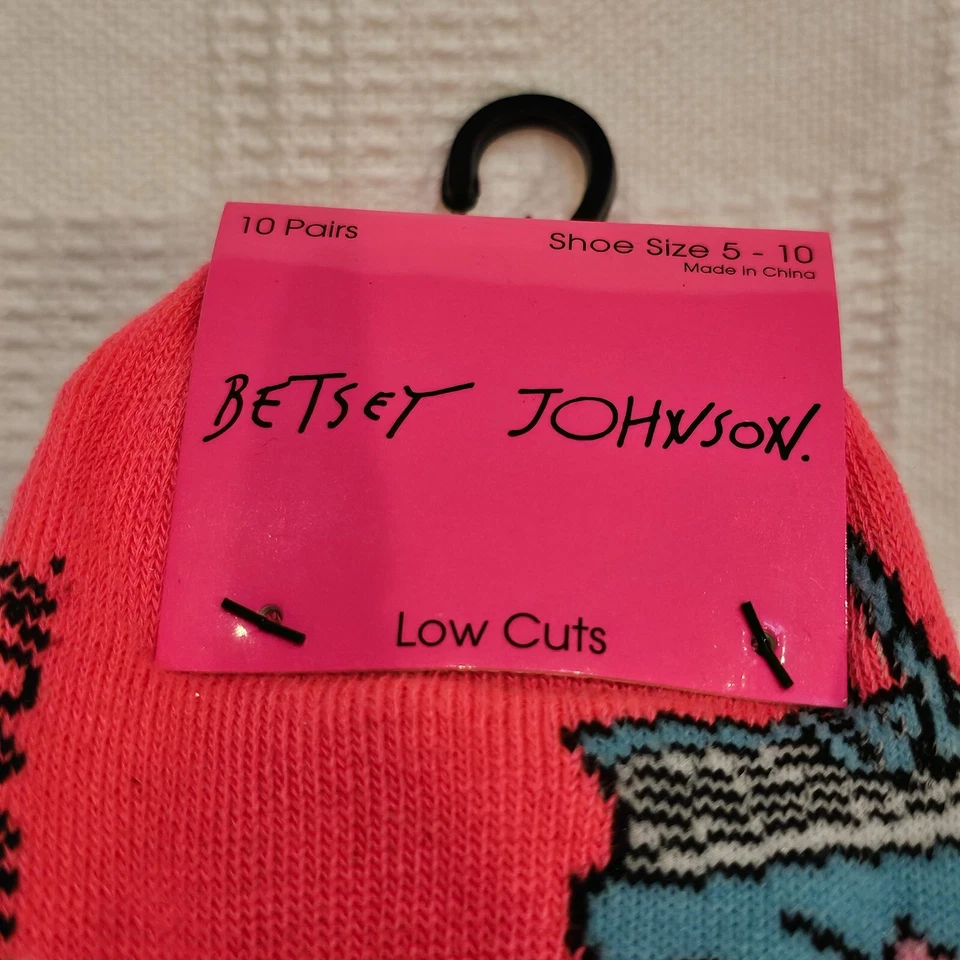 10 Pairs
Shoe Size 5 - 10
Made in China
BETSEY JOHNSON.
Low Cuts